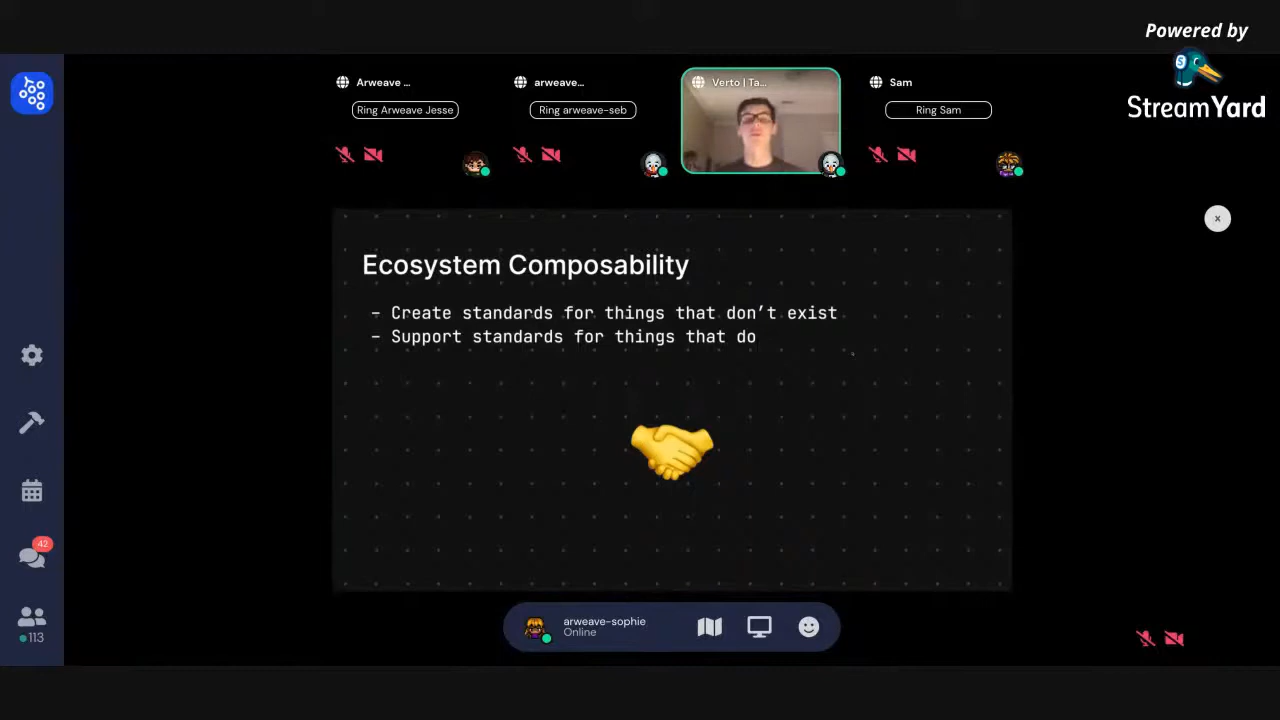 Powered by
StreamYard
Arweave ...
Ring Arweave Jesse
arweave...
Ring arweave-seb
Verto | Ta...
Sam
Ring Sam
x
Ecosystem Composability
- Create standards for things that don't exist
- Support standards for things that do
42
113
arweave-sophie
Online